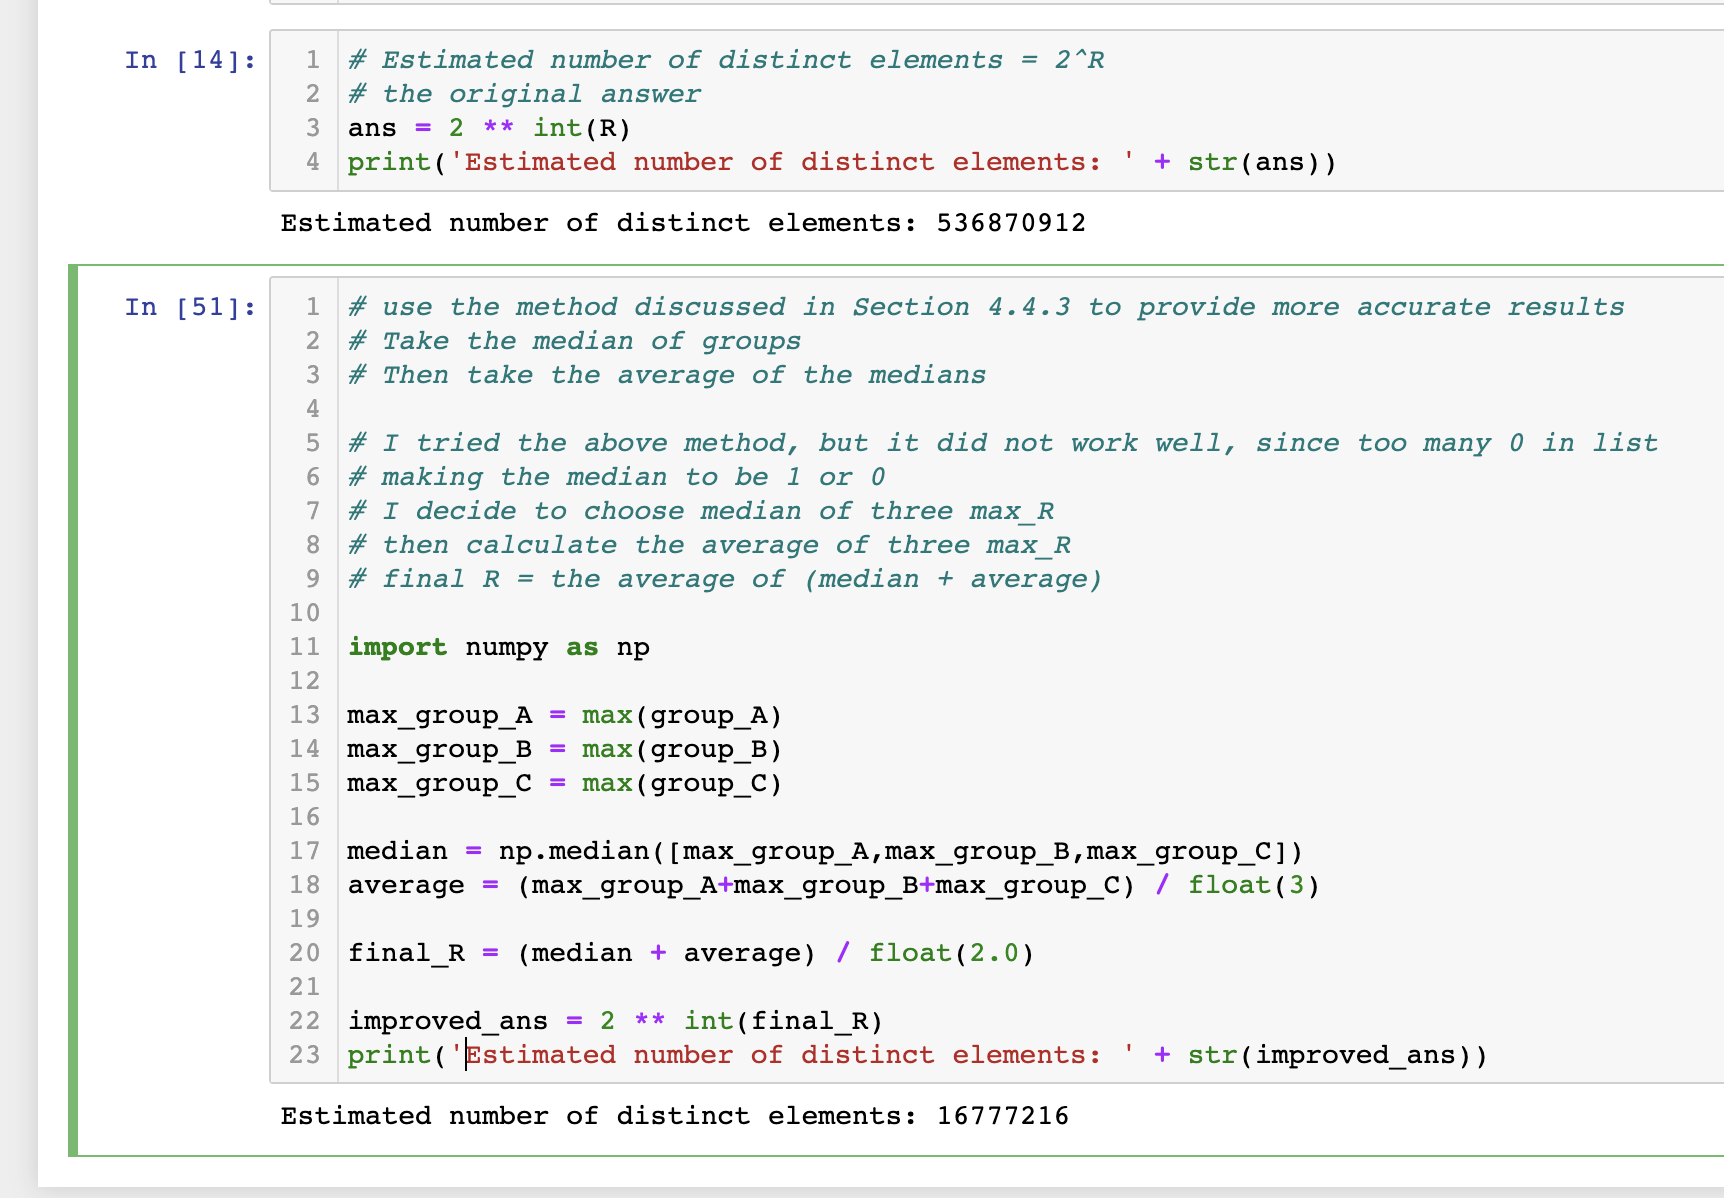 In [14]:
1 # Estimated number of distinct elements = 2^R
2 # the original answer
3 ans = 2 ** int(R)
4 print('Estimated number of distinct elements: ' + str(ans))
Estimated number of distinct elements: 536870912
In [51]:
1 # use the method discussed in Section 4.4.3 to provide more accurate results
2 # Take the median of groups
3 # Then take the average of the medians
4
5 # I tried the above method, but it did not work well, since too many 0 in list
6 # making the median to be 1 or 0
7 # I decide to choose median of three max_R
8 # then calculate the average of three max_R
9 # final R = the average of (median + average)
10
11 import numpy as np
12
13 max_group_A = max(group_A)
14 max_group_B = max(group_B)
15 max_group_C = max(group_C)
16
17 median = np.median([max_group_A,max_group_B,max_group_C])
18 average = (max_group_A+max_group_B+max_group_C) / float(3)
19
20 final_R = (median + average) / float(2.0)
21
22 improved_ans = 2 ** int(final_R)
23 print('Estimated number of distinct elements: ' + str(improved_ans))
Estimated number of distinct elements: 16777216